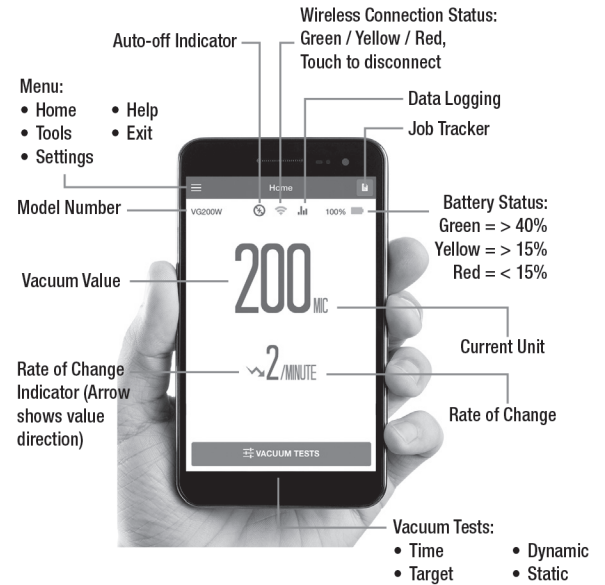 Wireless Connection Status:
Green / Yellow / Red,
Touch to disconnect
Auto-off Indicator
Data Logging
Job Tracker
Menu:
• Home • Help
• Tools • Exit
• Settings
Home
Model Number
VG200W
100%
Battery Status:
Green = > 40%
Yellow = > 15%
Red = < 15%
Vacuum Value
200 MIC
Current Unit
Rate of Change
Indicator (Arrow
shows value
direction)
2 /MINUTE
Rate of Change
VACUUM TESTS
Vacuum Tests:
• Time • Dynamic
• Target • Static